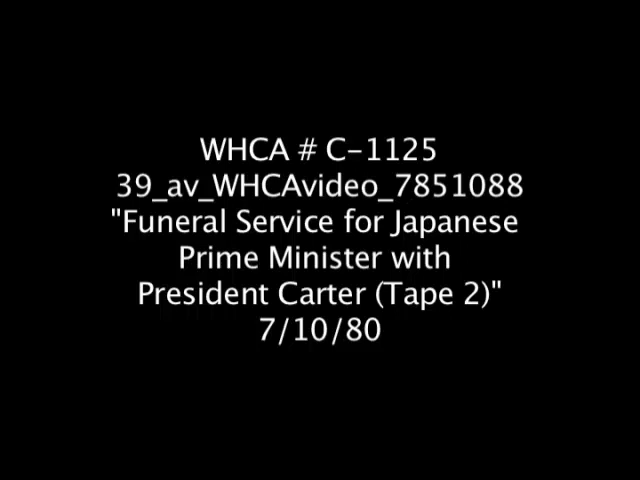 WHCA # C-1125
39_av_WHCAvideo_7851088
"Funeral Service for Japanese
Prime Minister with
President Carter (Tape 2)"
7/10/80